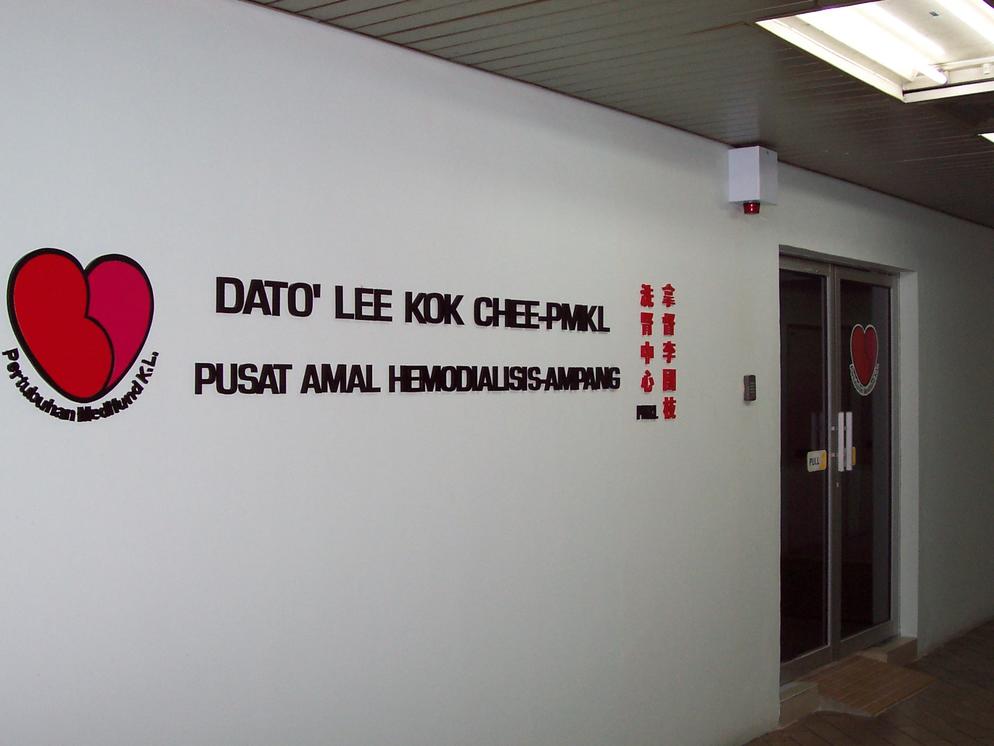 DATO' LEE KOK CHEE-PMKL
PUSAT AMAL HEMODIALISIS-AMPANG
拿督李國枝
洗腎中心
PMKL
Pertubuhan MediFund K.L.
PULL